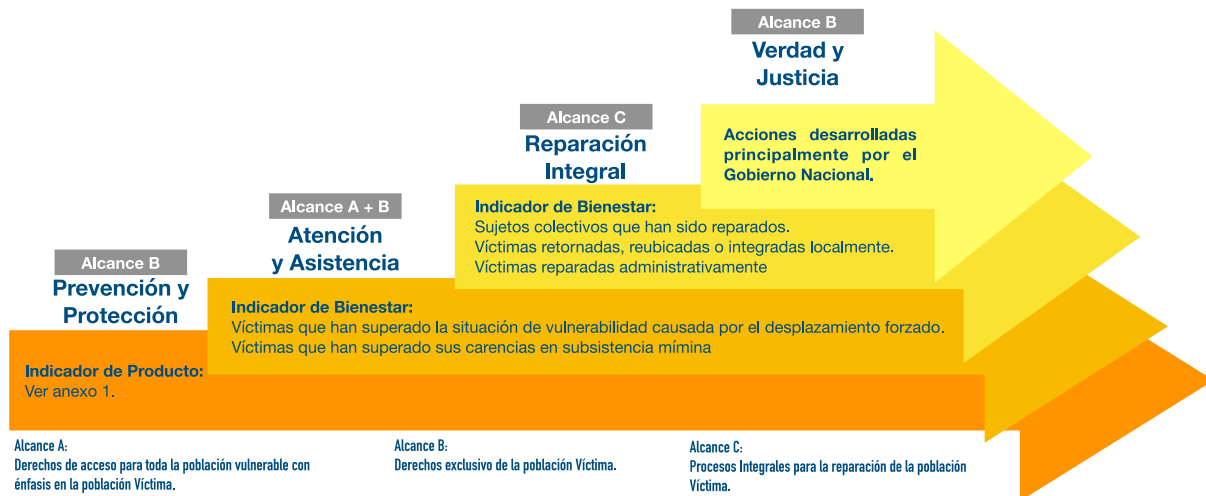 Alcance B
Verdad y
Justicia
Acciones desarrolladas
principalmente por el
Gobierno Nacional.
Alcance C
Reparación
Integral
Indicador de Bienestar:
Sujetos colectivos que han sido reparados.
Víctimas retornadas, reubicadas o integradas localmente.
Víctimas reparadas administrativamente
Alcance A + B
Atención
y Asistencia
Indicador de Bienestar:
Víctimas que han superado la situación de vulnerabilidad causada por el desplazamiento forzado.
Víctimas que han superado sus carencias en subsistencia mímina
Alcance B
Prevención y
Protección
Indicador de Producto:
Ver anexo 1.
Alcance A:
Derechos de acceso para toda la población vulnerable con
énfasis en la población Víctima.
Alcance B:
Derechos exclusivo de la población Víctima.
Alcance C:
Procesos Integrales para la reparación de la población
Víctima.